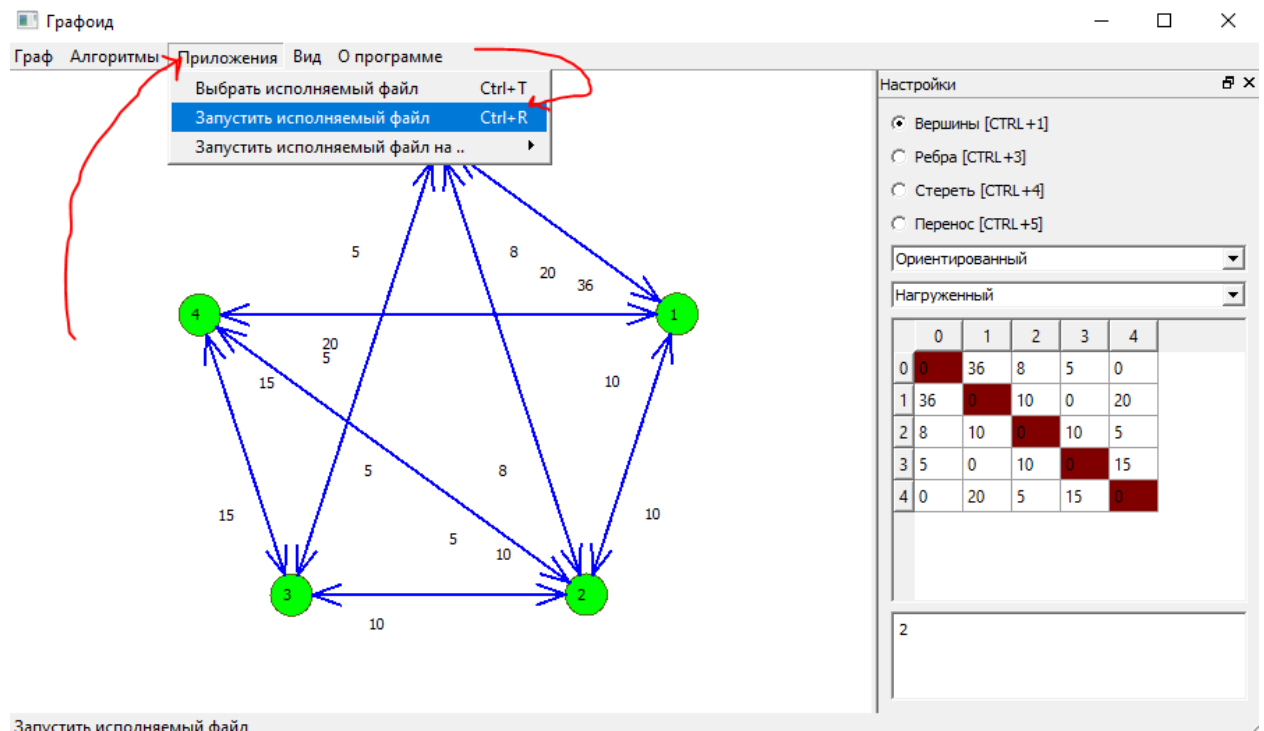 Графоид
Граф Алгоритмы Приложения Вид О программе
Выбрать исполняемый файл Ctrl+T
Запустить исполняемый файл Ctrl+R
Запустить исполняемый файл на ..
5
8
20
36
4
1
20
5
15
10
5
8
15
10
5
10
3
2
10
Настройки
Вершины [CTRL+1]
Ребра [CTRL+3]
Стереть [CTRL+4]
Перенос [CTRL+5]
Ориентированный
Нагруженный
0 1 2 3 4
0 0 36 8 5 0
1 36 0 10 0 20
2 8 10 0 10 5
3 5 0 10 0 15
4 0 20 5 15 0
2
Запустить исполняемый файл